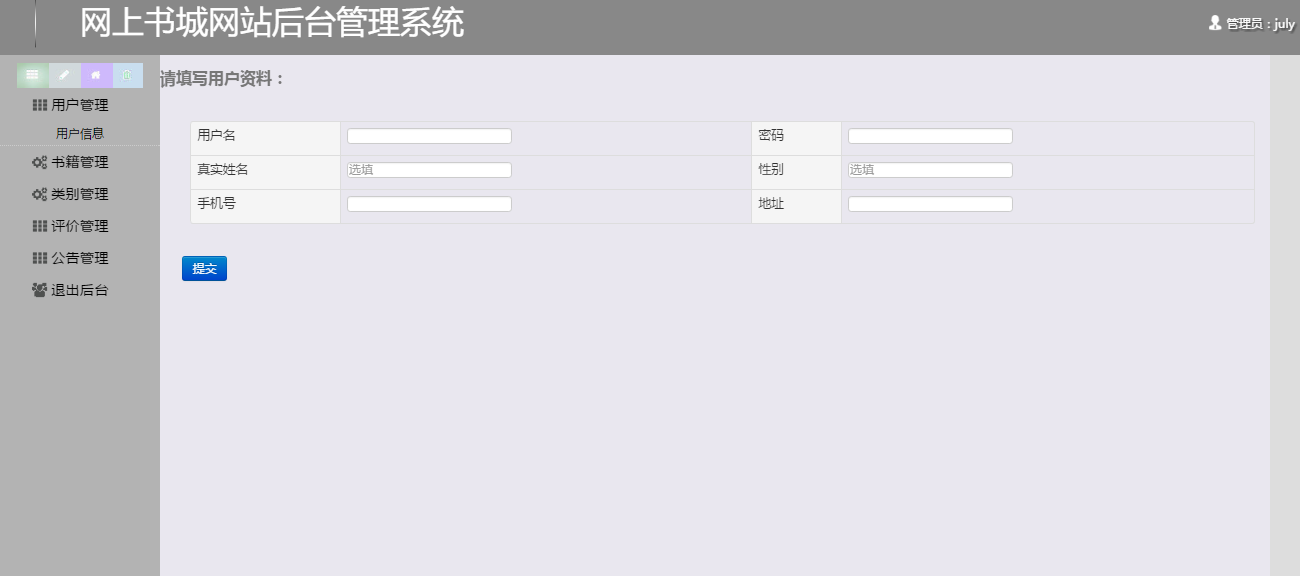 网上书城网站后台管理系统
管理员：july
用户管理
用户信息
书籍管理
类别管理
评价管理
公告管理
退出后台
请填写用户资料：
用户名 密码
真实姓名 选填 性别 选填
手机号 地址
提交